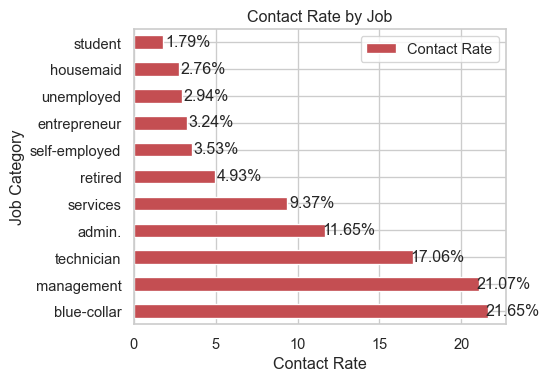 Contact Rate by Job
Contact Rate
Job Category
student 1.79%
housemaid 2.76%
unemployed 2.94%
entrepreneur 3.24%
self-employed 3.53%
retired 4.93%
services 9.37%
admin. 11.65%
technician 17.06%
management 21.07%
blue-collar 21.65%
0 5 10 15 20
Contact Rate